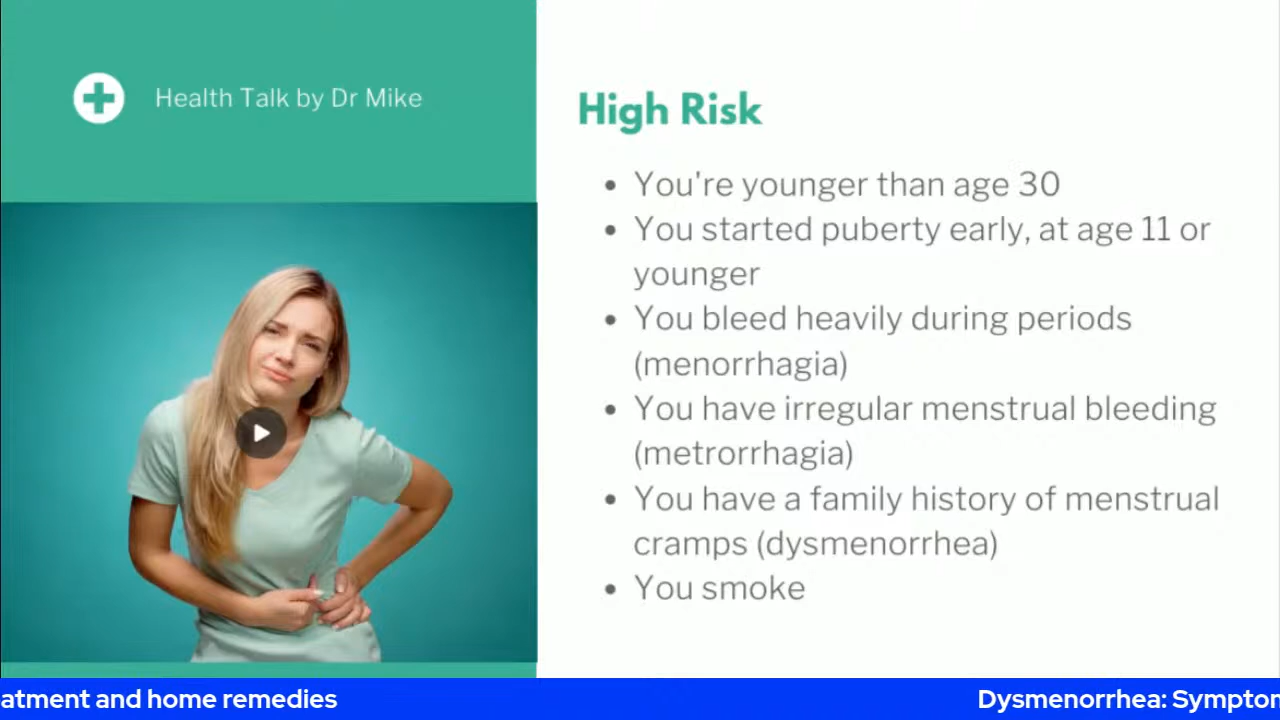 Health Talk by Dr Mike
High Risk
You're younger than age 30
You started puberty early, at age 11 or
younger
You bleed heavily during periods
(menorrhagia)
You have irregular menstrual bleeding
(metrorrhagia)
You have a family history of menstrual
cramps (dysmenorrhea)
You smoke
atment and home remedies
Dysmenorrhea: Sympton